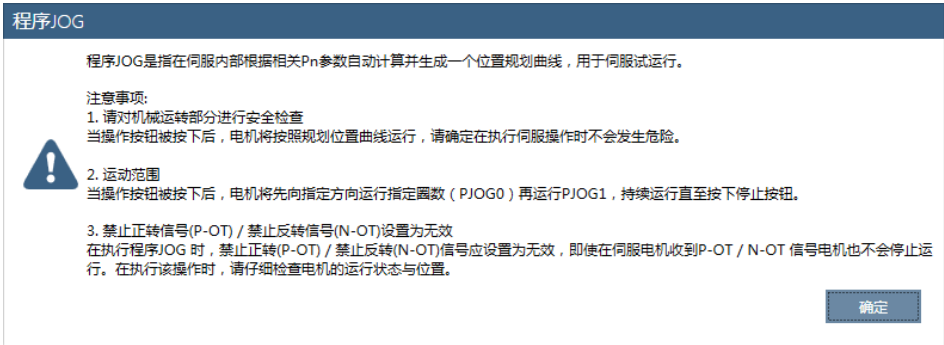 程序JOG
程序JOG是指在伺服内部根据相关Pn参数自动计算并生成一个位置规划曲线，用于伺服试运行。
注意事项:
1. 请对机械运转部分进行安全检查
当操作按钮被按下后，电机将按照规划位置曲线运行，请确定在执行伺服操作时不会发生危险。
2. 运动范围
当操作按钮被按下后，电机将先向指定方向运行指定圈数（PJOG0）再运行PJOG1，持续运行直至按下停止按钮。
3. 禁止正转信号(P-OT) / 禁止反转信号(N-OT)设置为无效
在执行程序JOG 时，禁止正转(P-OT) / 禁止反转(N-OT)信号应设置为无效，即使在伺服电机收到P-OT / N-OT 信号电机也不会停止运
行。在执行该操作时，请仔细检查电机的运行状态与位置。
确定